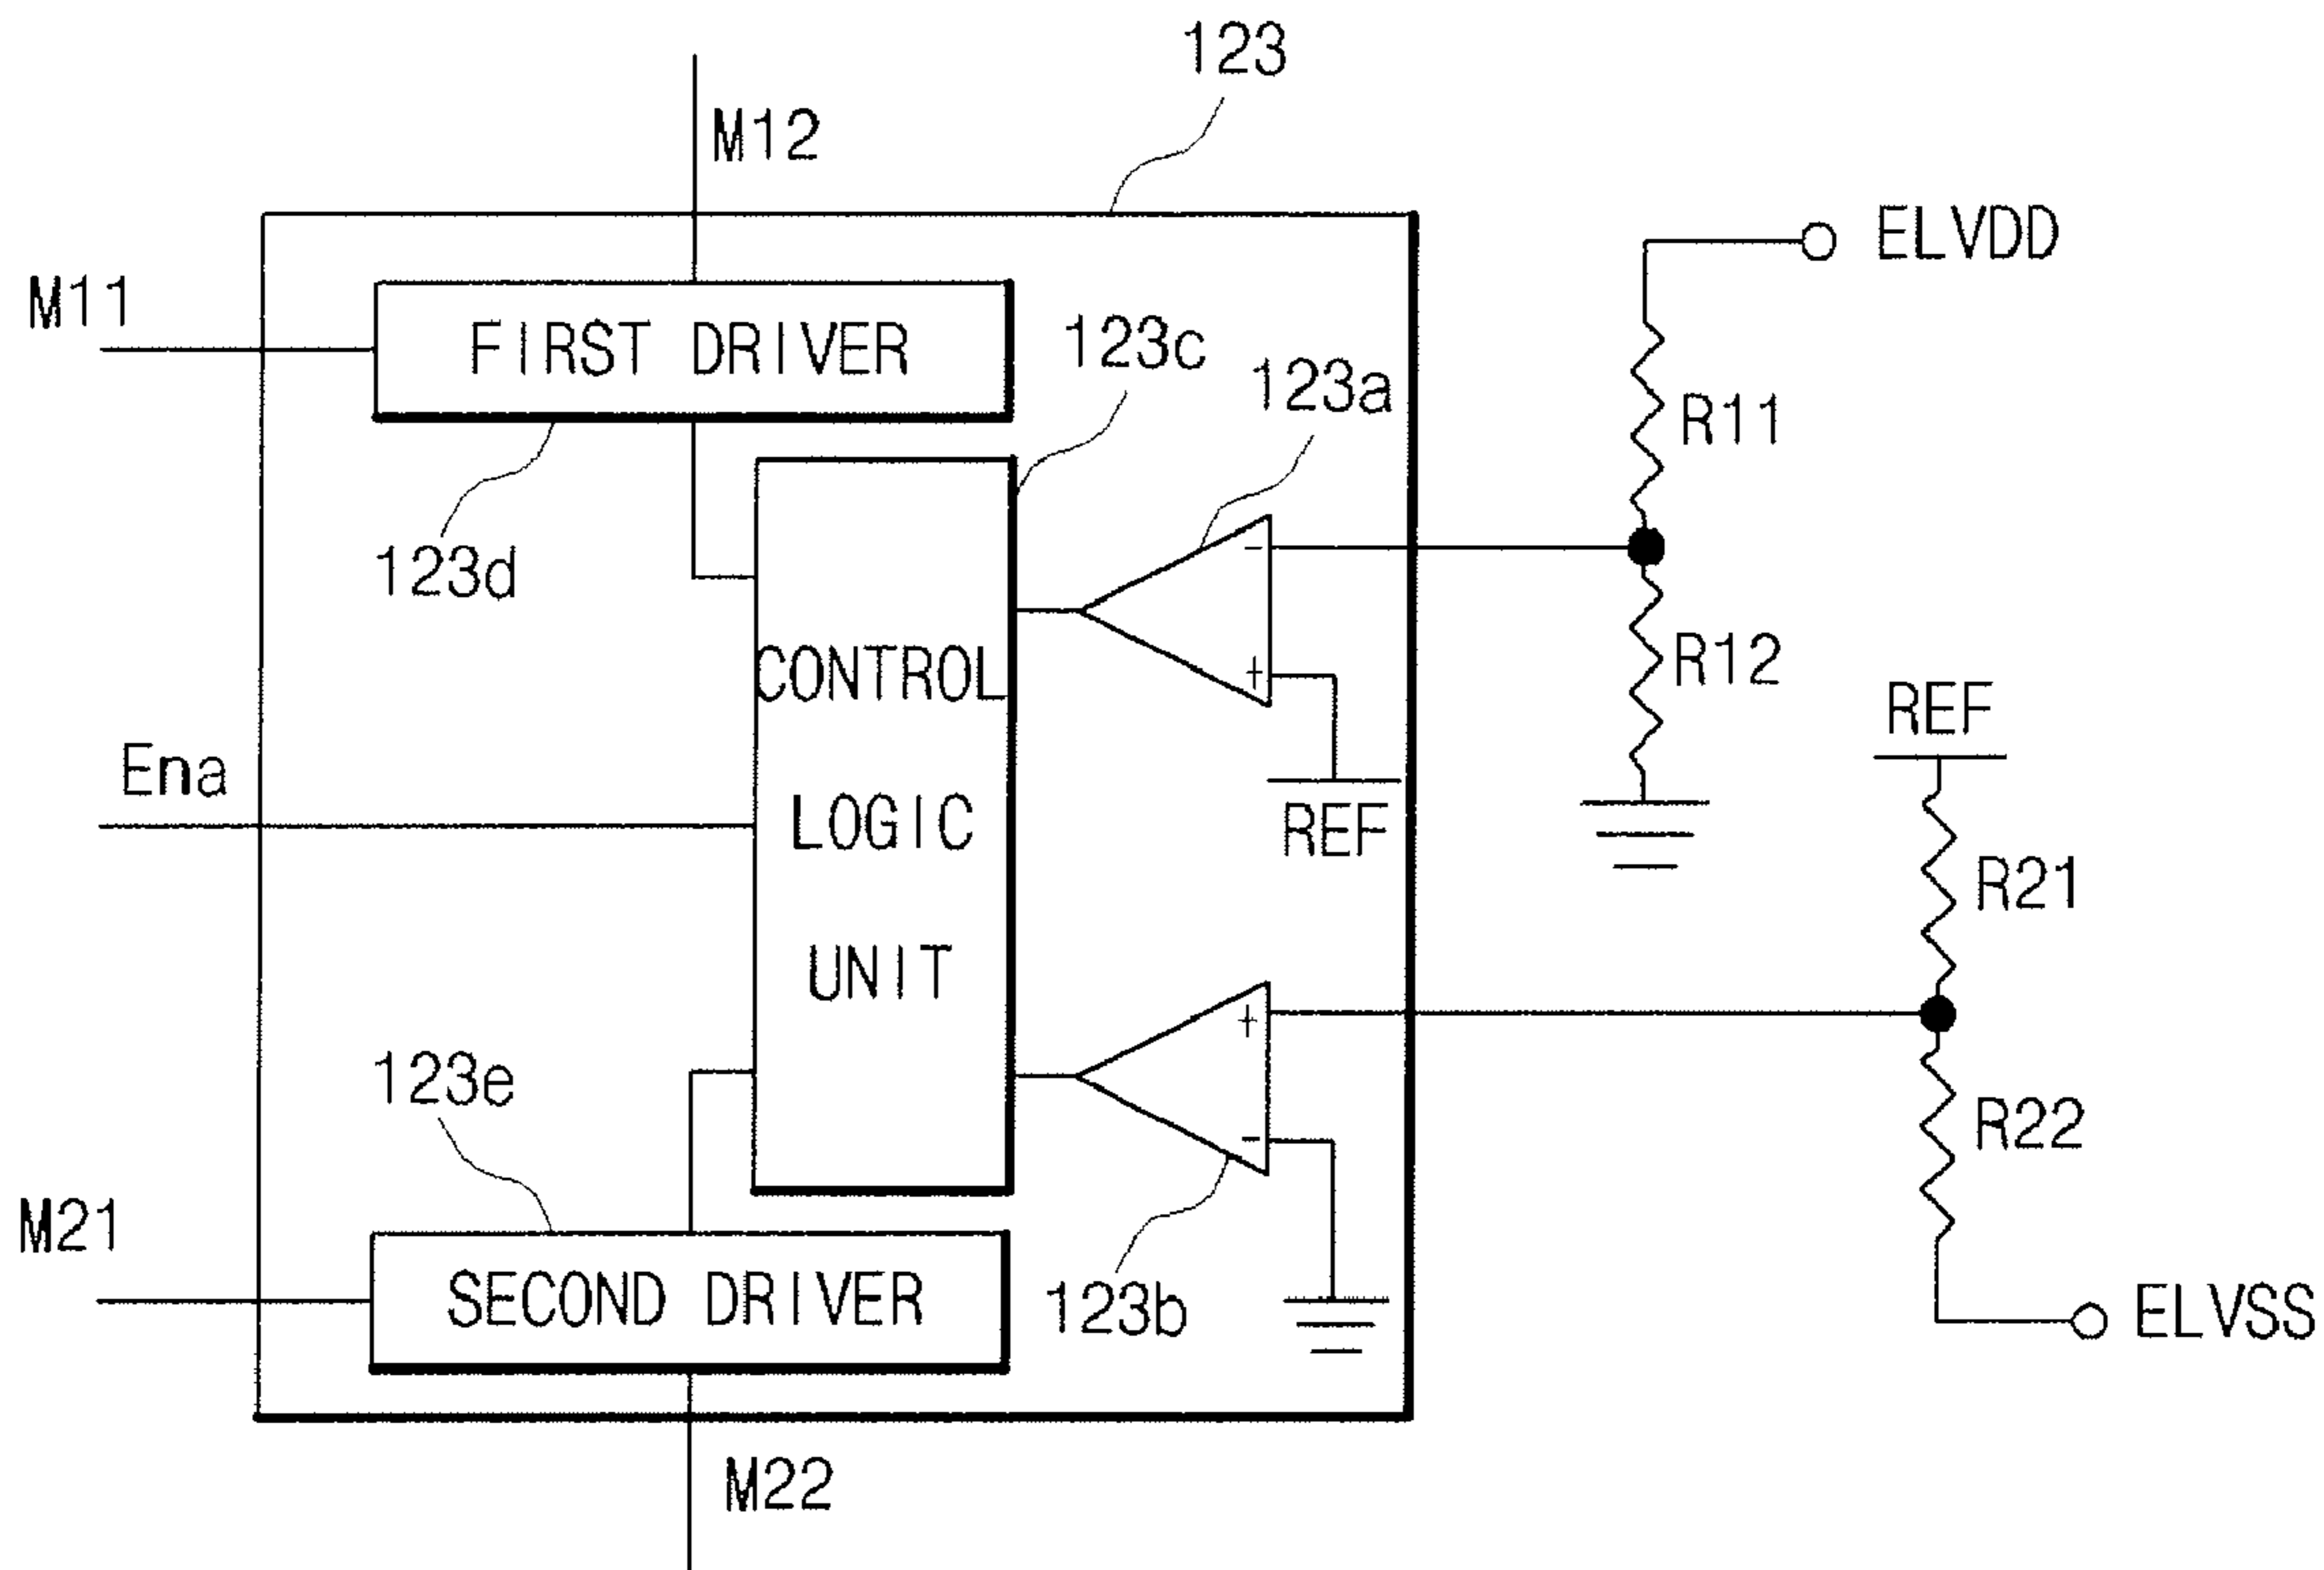 123
M12
ELVDD
M11
FIRST DRIVER
123c
123a
R11
-
123d
R12
+
CONTROL
REF
Ena
LOGIC
REF
R21
UNIT
+
123e
R22
-
M21
SECOND DRIVER
123b
ELVSS
M22